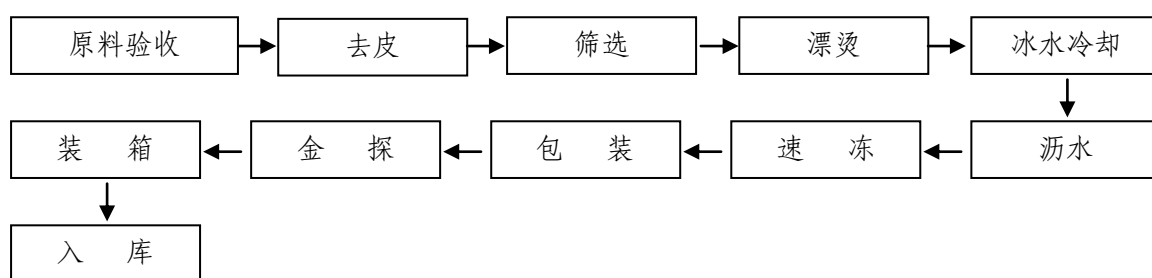 原料验收 去皮 筛选 漂烫 冰水冷却
装 箱 金 探 包 装 速 冻 沥水
入 库